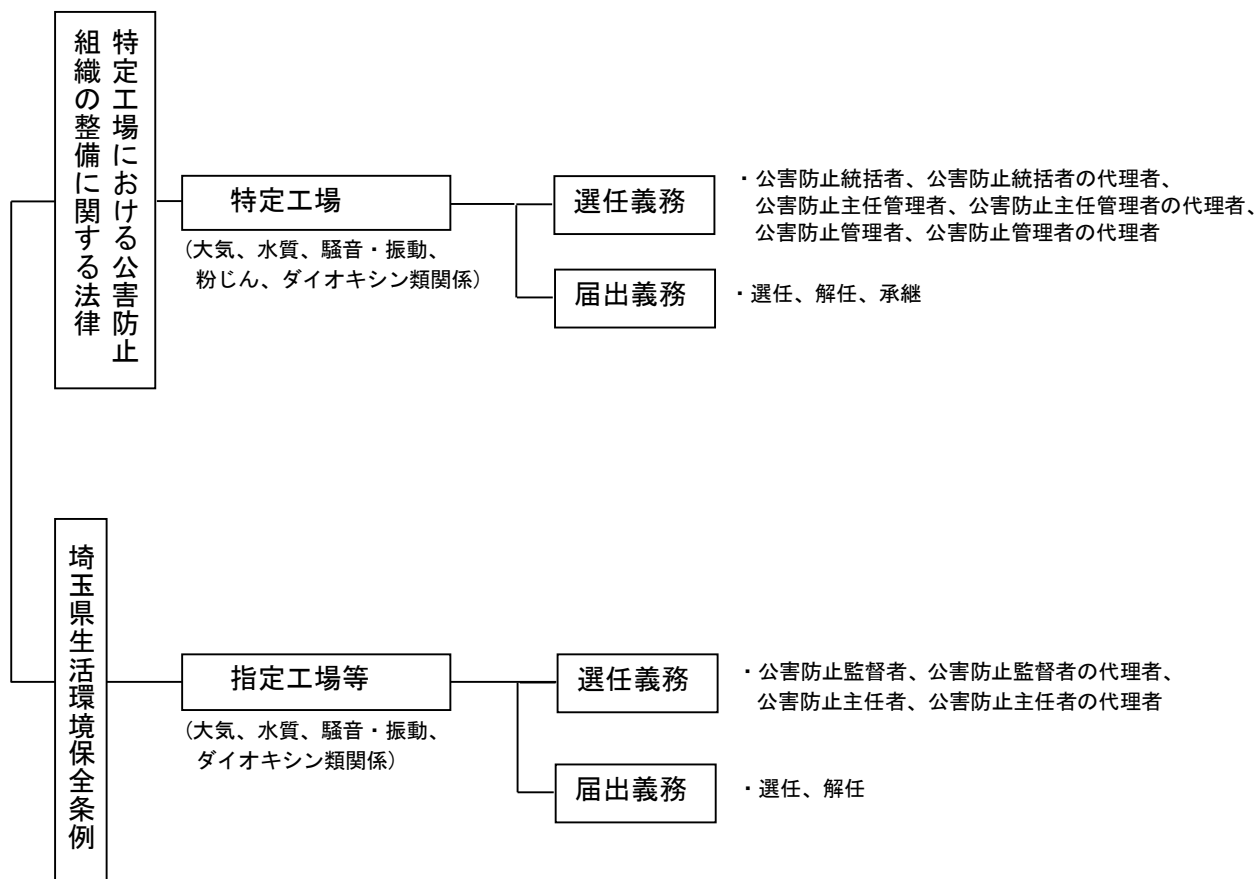 特定工場における公害防止
組織の整備に関する法律
特定工場
(大気、水質、騒音・振動、
粉じん、ダイオキシン類関係)
選任義務
・公害防止統括者、公害防止統括者の代理者、
公害防止主任管理者、公害防止主任管理者の代理者、
公害防止管理者、公害防止管理者の代理者
届出義務
・選任、解任、承継
埼玉県生活環境保全条例
指定工場等
(大気、水質、騒音・振動、
ダイオキシン類関係)
選任義務
・公害防止監督者、公害防止監督者の代理者、
公害防止主任者、公害防止主任者の代理者
届出義務
・選任、解任